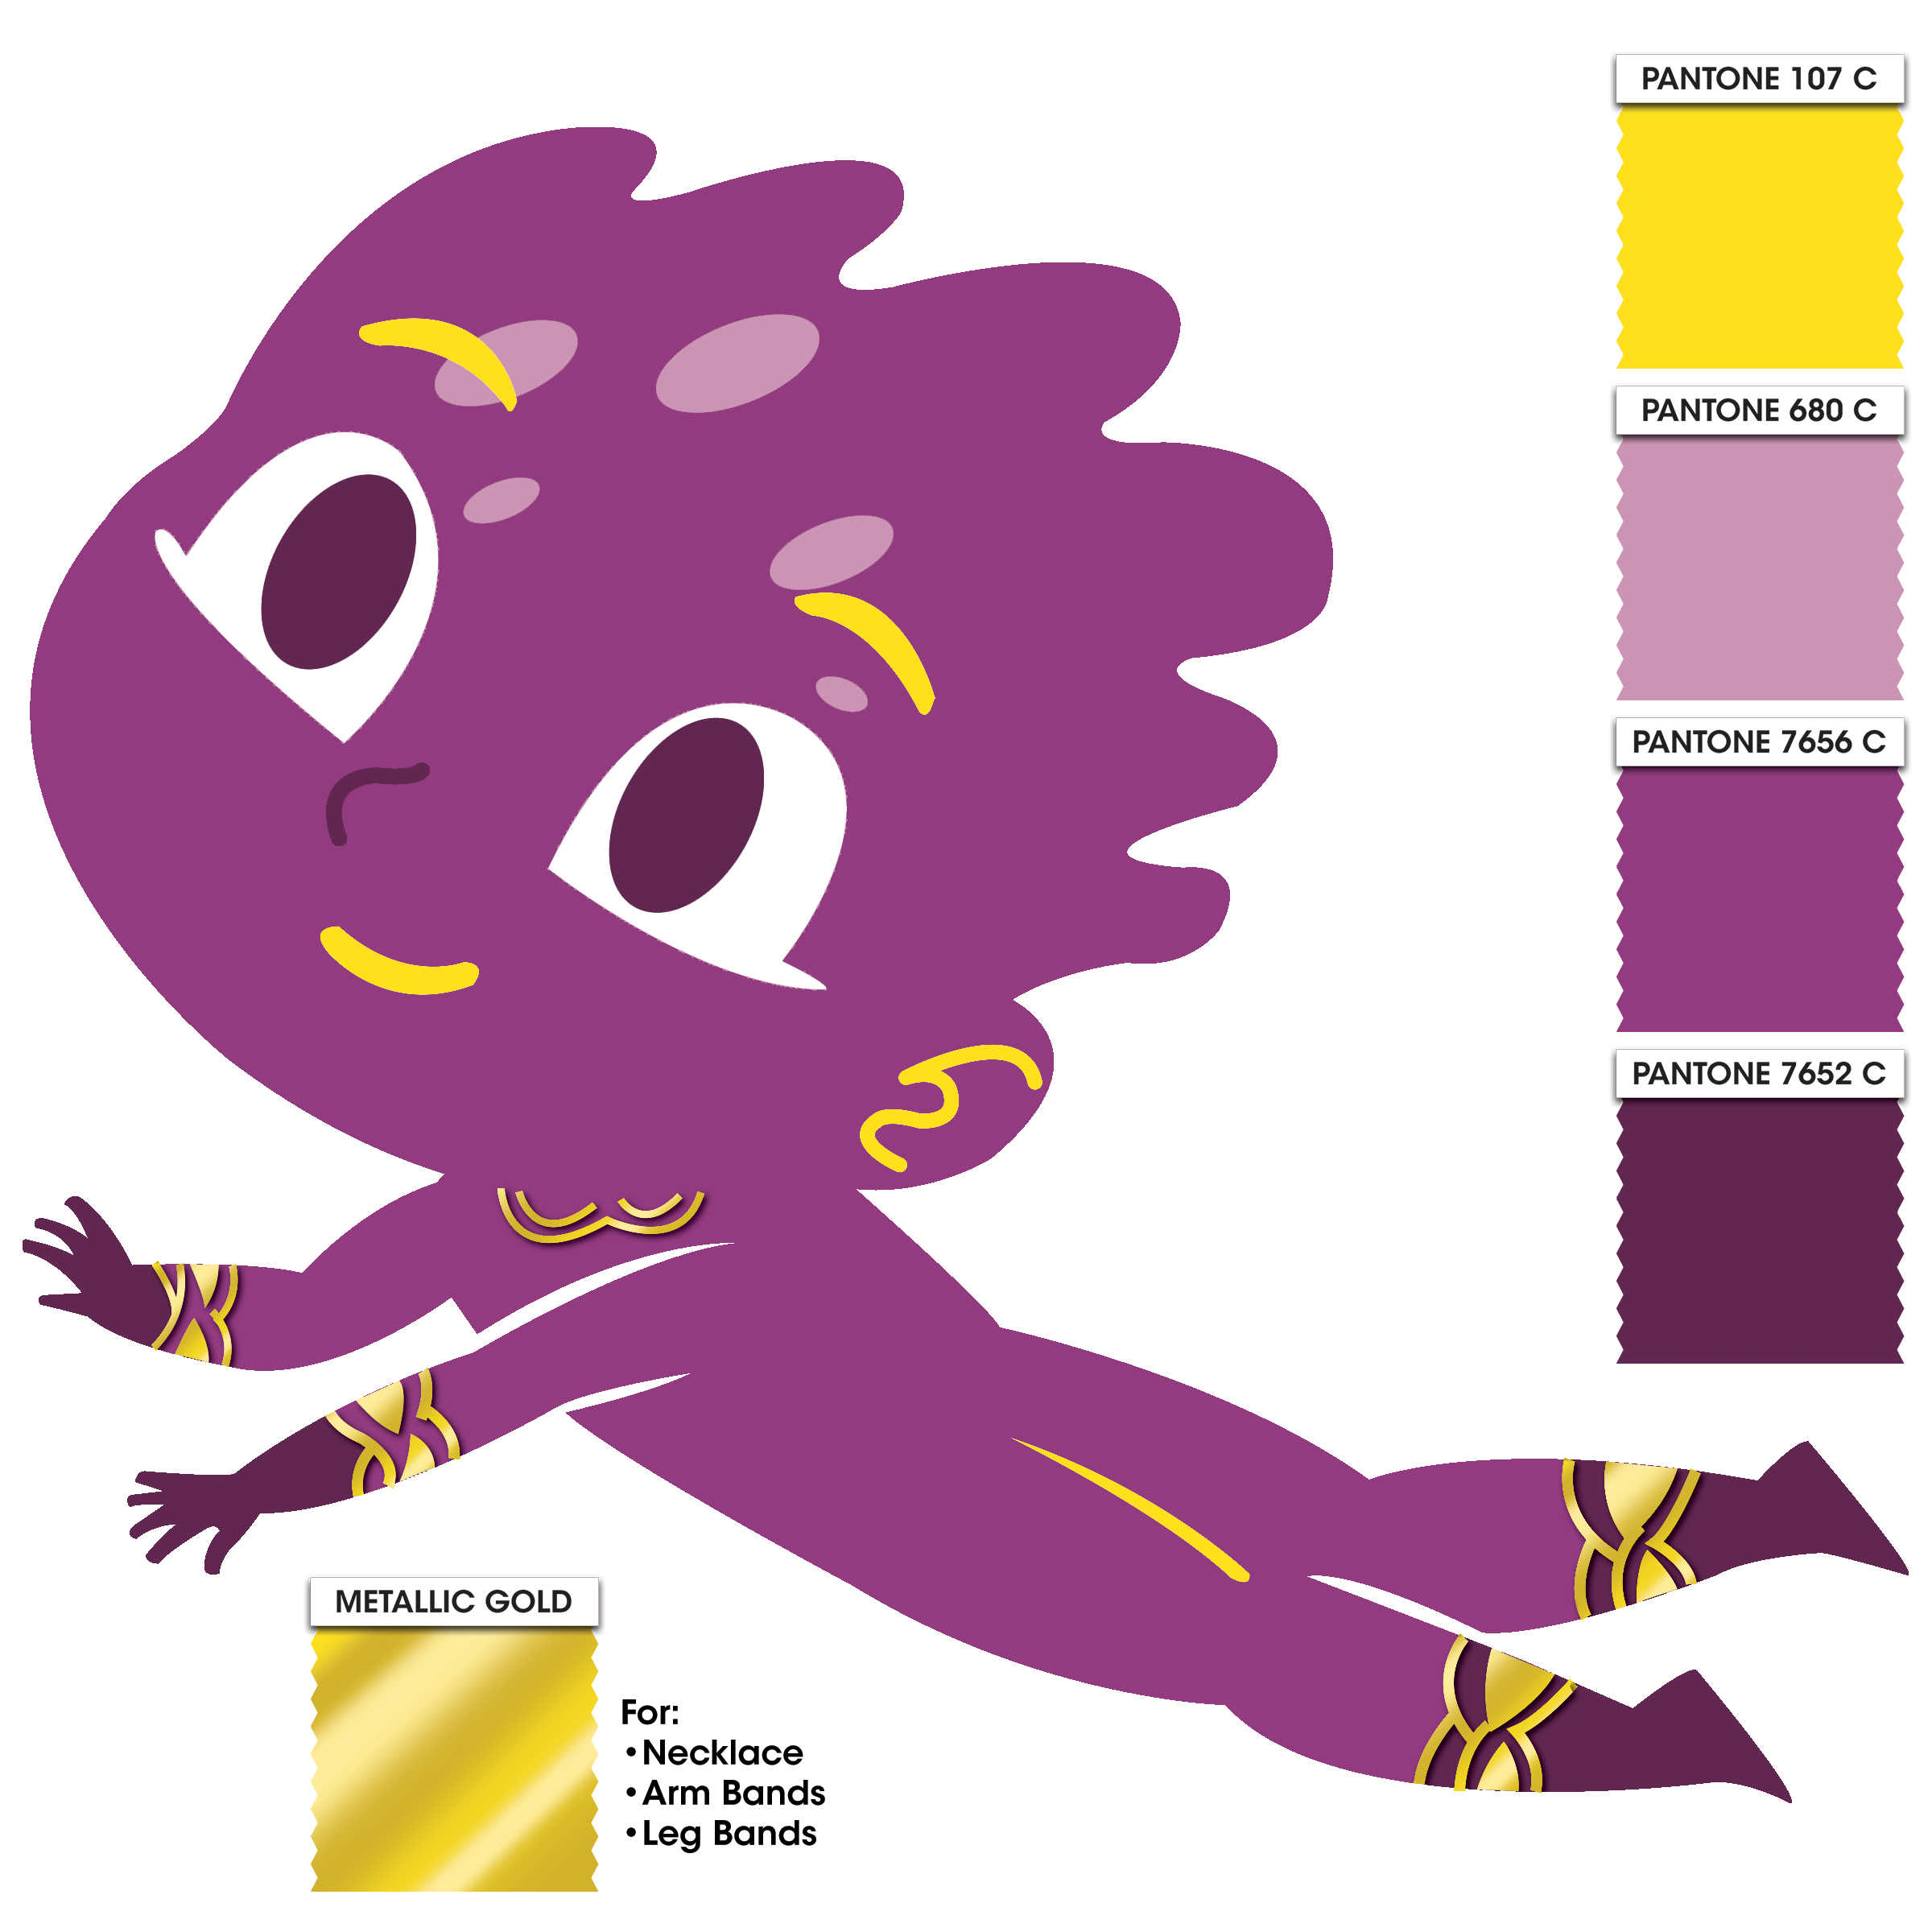 PANTONE 107 C
PANTONE 680 C
PANTONE 7656 C
PANTONE 7652 C
METALLIC GOLD
For:
•Necklace
•Arm Bands
•Leg Bands